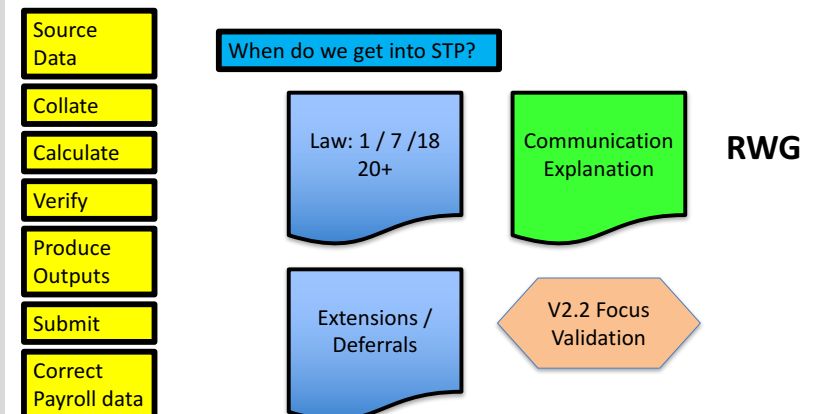 Source
Data
Collate
Calculate
Verify
Produce
Outputs
Submit
Correct
Payroll data
When do we get into STP?
Law: 1 / 7 /18
20+
Communication
Explanation
RWG
Extensions /
Deferrals
V2.2 Focus
Validation